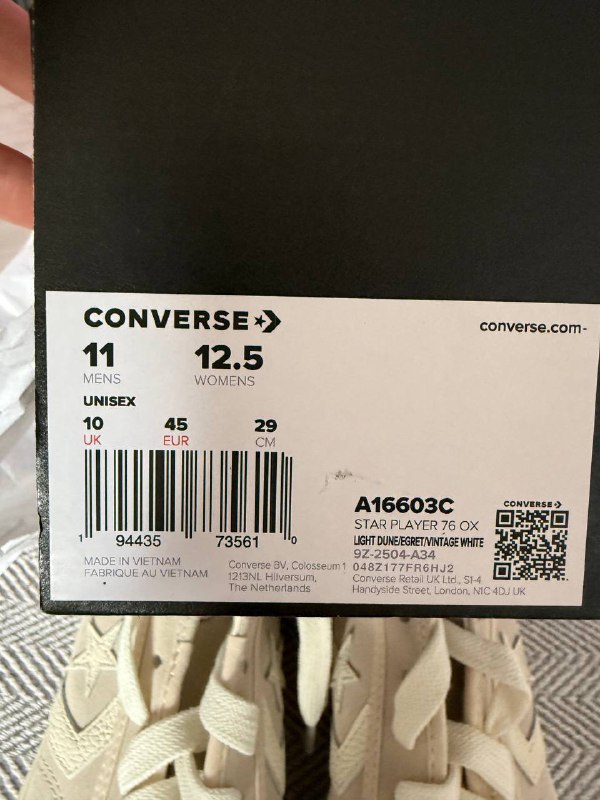 CONVERSE
converse.com-
11 12.5
MENS WOMENS
UNISEX
10 45 29
UK EUR CM
1 94435 73561 0
A16603C
STAR PLAYER 76 OX
LIGHT DUNE/EGRET/VINTAGE WHITE
9Z-2504-A34
048Z177FR6HJ2
Converse Retail UK Ltd., S1-4
Handyside Street, London, N1C 4DJ UK
CONVERSE
MADE IN VIETNAM
FABRIQUE AU VIETNAM
Converse BV, Colosseum 1
1213NL Hilversum,
The Netherlands